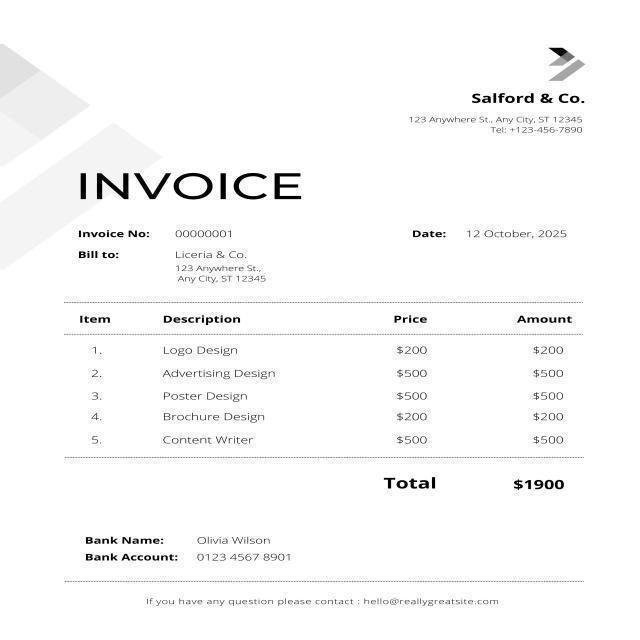 Salford & Co.
123 Anywhere St., Any City, ST 12345
Tel: +123-456-7890
INVOICE
Invoice No: 00000001 Date: 12 October, 2025
Bill to: Liceria & Co.
123 Anywhere St.,
Any City, ST 12345
Item Description Price Amount
1. Logo Design $200 $200
2. Advertising Design $500 $500
3. Poster Design $500 $500
4. Brochure Design $200 $200
5. Content Writer $500 $500
Total $1900
Bank Name: Olivia Wilson
Bank Account: 0123 4567 8901
If you have any question please contact : hello@reallygreatsite.com